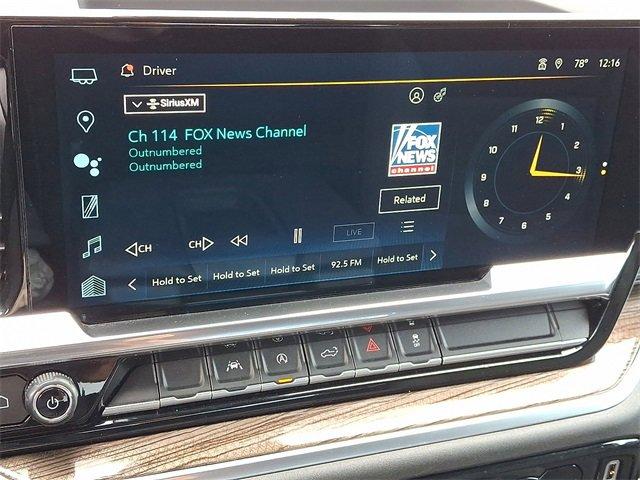 Driver
78° 12:16
SiriusXM
Ch 114 FOX News Channel
Outnumbered
Outnumbered
FOX
NEWS
channel
Related
CH CH LIVE
Hold to Set Hold to Set Hold to Set 92.5 FM Hold to Set
12 1 2 3 4 5 6 7 8 9 10 11
A